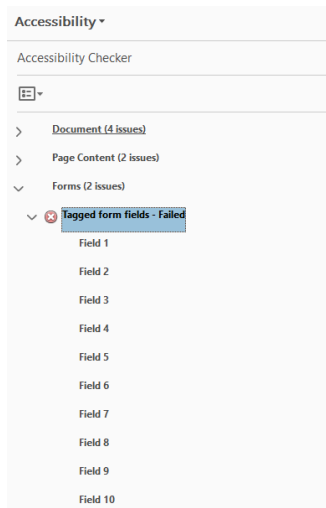 Accessibility
Accessibility Checker
Document (4 issues)
Page Content (2 issues)
Forms (2 issues)
Tagged form fields - Failed
Field 1
Field 2
Field 3
Field 4
Field 5
Field 6
Field 7
Field 8
Field 9
Field 10